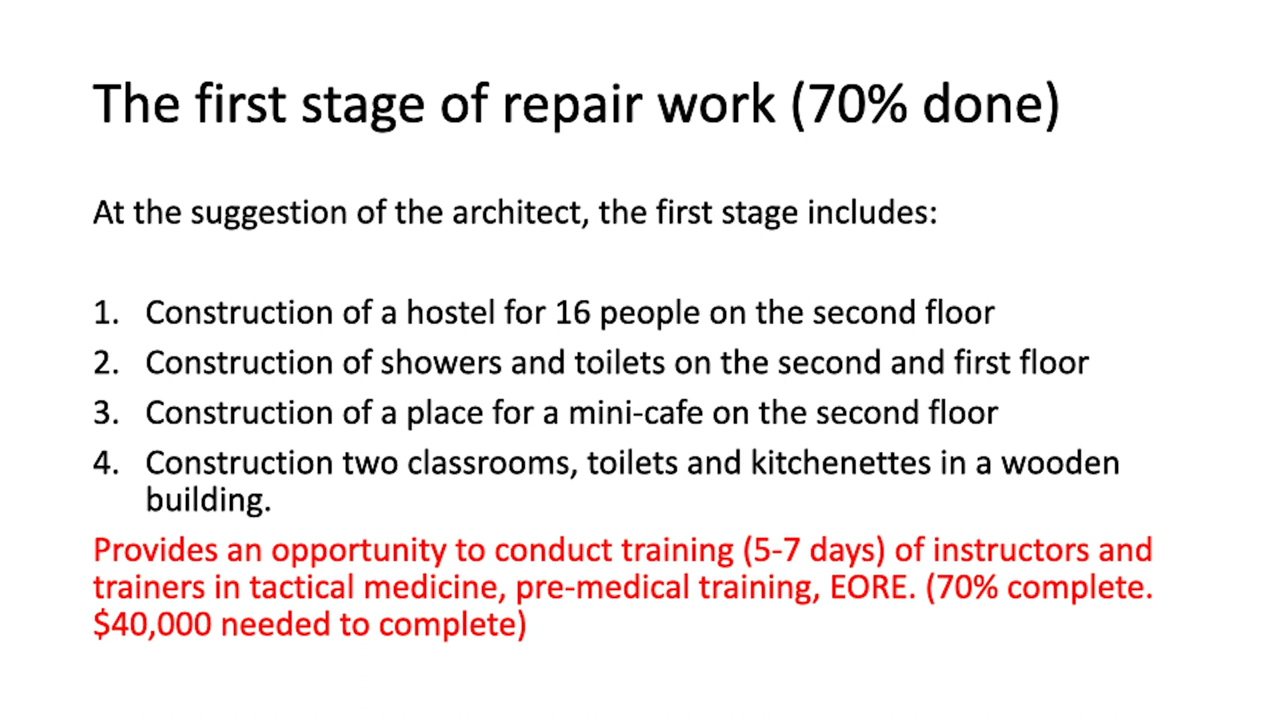 The first stage of repair work (70% done)
At the suggestion of the architect, the first stage includes:
1. Construction of a hostel for 16 people on the second floor
2. Construction of showers and toilets on the second and first floor
3. Construction of a place for a mini-cafe on the second floor
4. Construction two classrooms, toilets and kitchenettes in a wooden
building.
Provides an opportunity to conduct training (5-7 days) of instructors and
trainers in tactical medicine, pre-medical training, EORE. (70% complete.
$40,000 needed to complete)